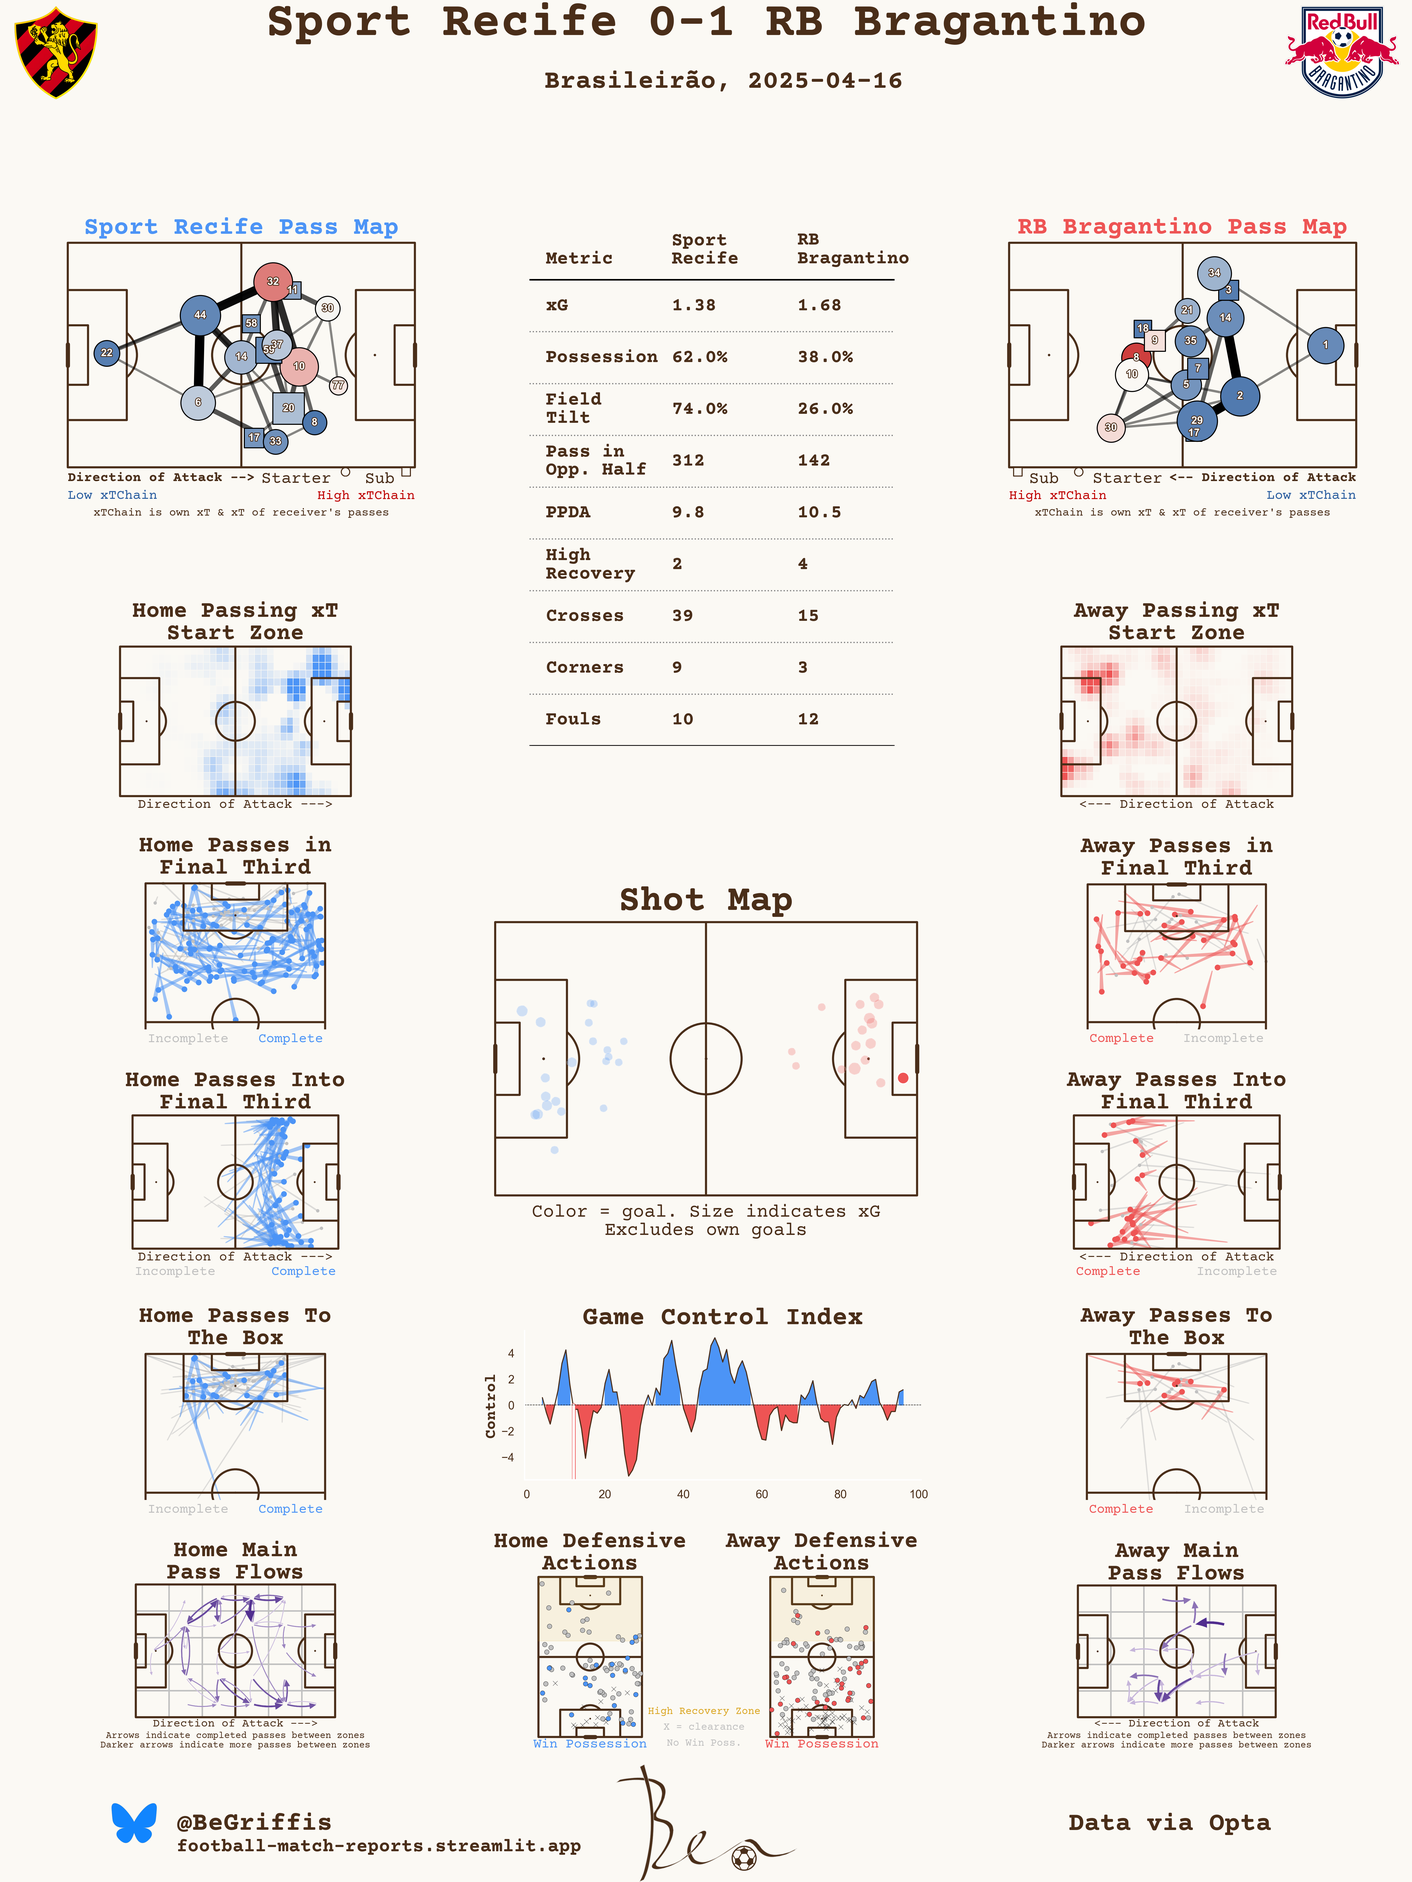 Sport Recife 0-1 RB Bragantino
Brasileirão, 2025-04-16
Red Bull
BRAGANTINO
Sport Recife Pass Map
32
11
30
44
58
37
59
22
14
10
77
6
20
8
17
33
Direction of Attack --> Starter Sub
Low xTChain High xTChain
xTChain is own xT & xT of receiver's passes
Metric Sport Recife RB Bragantino
xG 1.38 1.68
Possession 62.0% 38.0%
Field Tilt 74.0% 26.0%
Pass in Opp. Half 312 142
PPDA 9.8 10.5
High Recovery 2 4
Crosses 39 15
Corners 9 3
Fouls 10 12
RB Bragantino Pass Map
34
3
21
14
18
9
35
1
8
10
7
5
2
30
29
17
Sub Starter <-- Direction of Attack
High xTChain Low xTChain
xTChain is own xT & xT of receiver's passes
Home Passing xT
Start Zone
Direction of Attack --->
Away Passing xT
Start Zone
<--- Direction of Attack
Home Passes in
Final Third
Incomplete Complete
Away Passes in
Final Third
Complete Incomplete
Shot Map
Color = goal. Size indicates xG
Excludes own goals
Home Passes Into
Final Third
Direction of Attack --->
Incomplete Complete
Away Passes Into
Final Third
<--- Direction of Attack
Complete Incomplete
Home Passes To
The Box
Incomplete Complete
Game Control Index
Control
4
2
0
−2
−4
0 20 40 60 80 100
Away Passes To
The Box
Complete Incomplete
Home Main
Pass Flows
Direction of Attack --->
Arrows indicate completed passes between zones
Darker arrows indicate more passes between zones
Home Defensive
Actions
Win Possession
High Recovery Zone
X = clearance
No Win Poss.
Away Defensive
Actions
Win Possession
Away Main
Pass Flows
<--- Direction of Attack
Arrows indicate completed passes between zones
Darker arrows indicate more passes between zones
@BeGriffis
football-match-reports.streamlit.app
Ben
Data via Opta